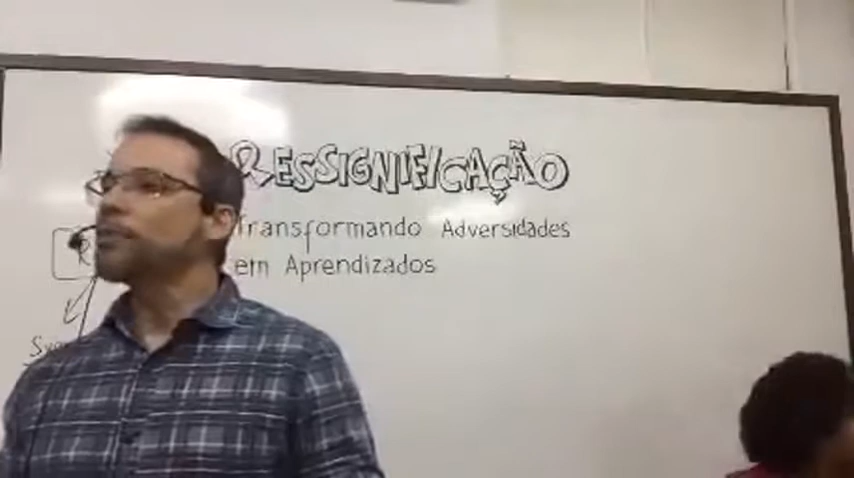 RESSIGNIFICAÇÃO
Transformando Adversidades
em Aprendizados
R